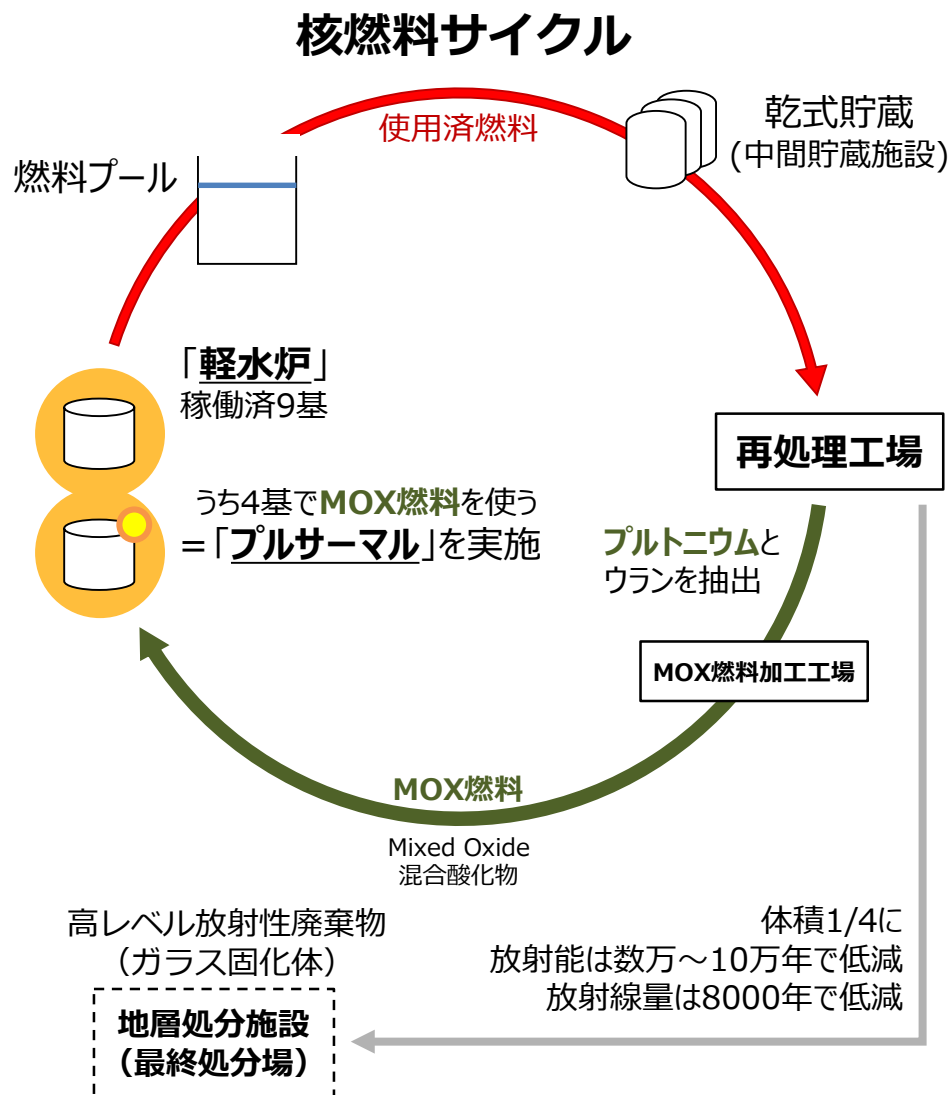 核燃料サイクル
使用済燃料
乾式貯蔵
(中間貯蔵施設)
燃料プール
「軽水炉」
稼働済9基
再処理工場
うち4基でMOX燃料を使う
=「プルサーマル」を実施
プルトニウムと
ウランを抽出
MOX燃料加工工場
MOX燃料
Mixed Oxide
混合酸化物
高レベル放射性廃棄物
（ガラス固化体）
体積1/4に
放射能は数万～10万年で低減
放射線量は8000年で低減
地層処分施設
（最終処分場）